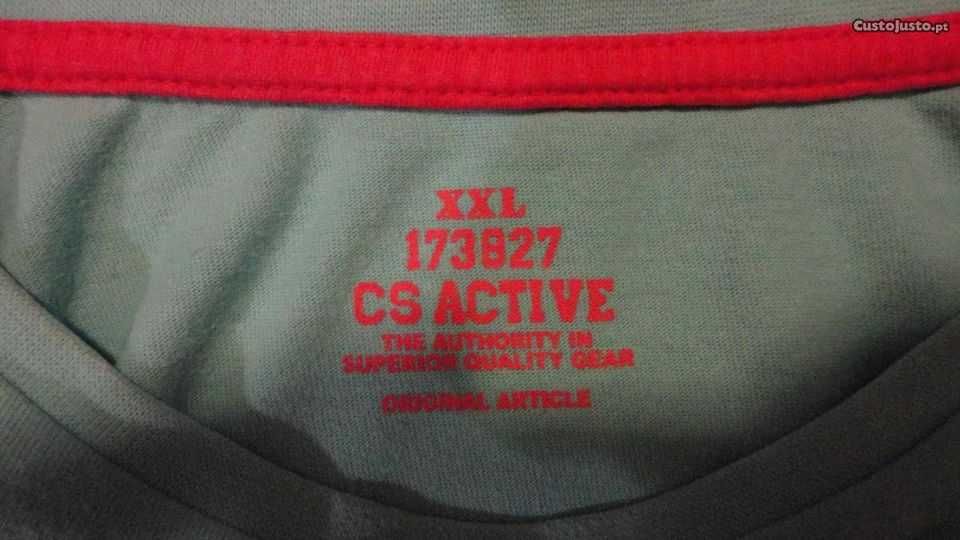 CustoJusto.pt
XXL
173827
CS ACTIVE
THE AUTHORITY IN
SUPERIOR QUALITY GEAR
ORIGINAL ARTICLE